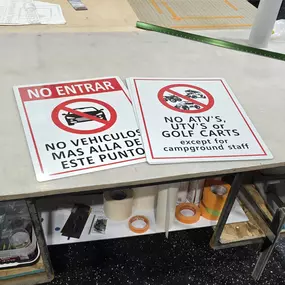 NO ENTRAR
NO VEHICULOS
MAS ALLA DE
ESTE PUNTO
NO ATV'S,
UTV'S or
GOLF CARTS
except for
campground staff